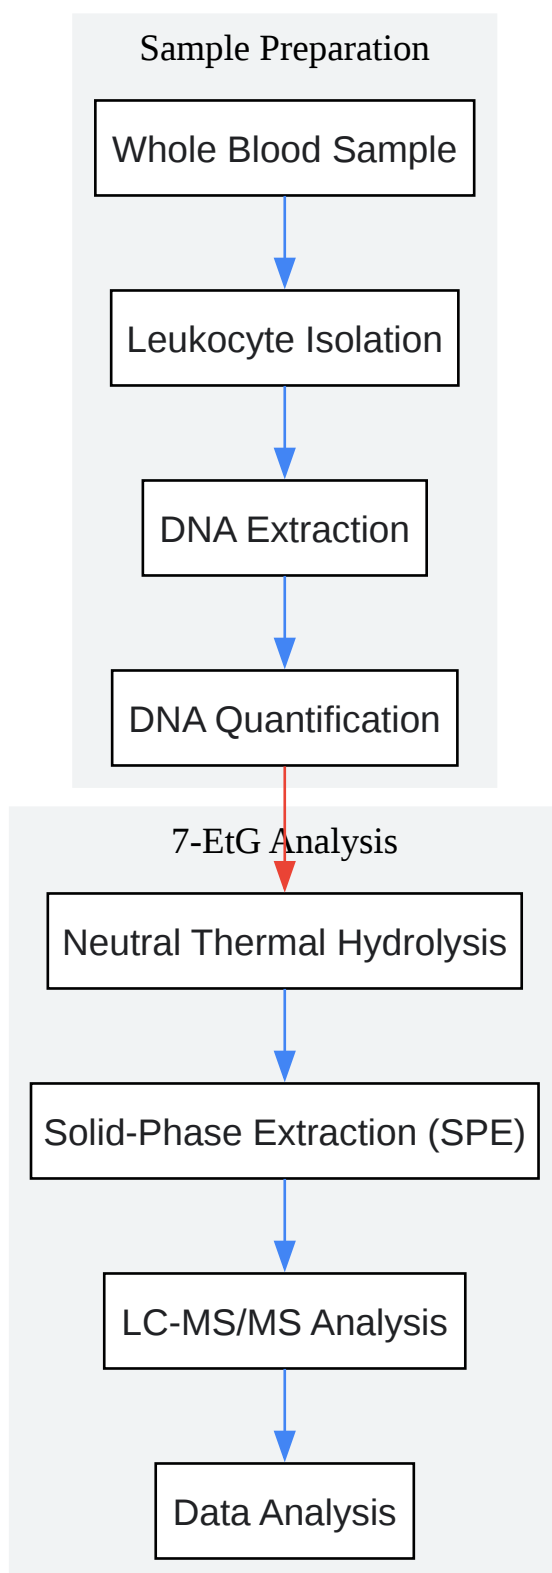 Sample Preparation
Whole Blood Sample
Leukocyte Isolation
DNA Extraction
DNA Quantification
7-EtG Analysis
Neutral Thermal Hydrolysis
Solid-Phase Extraction (SPE)
LC-MS/MS Analysis
Data Analysis